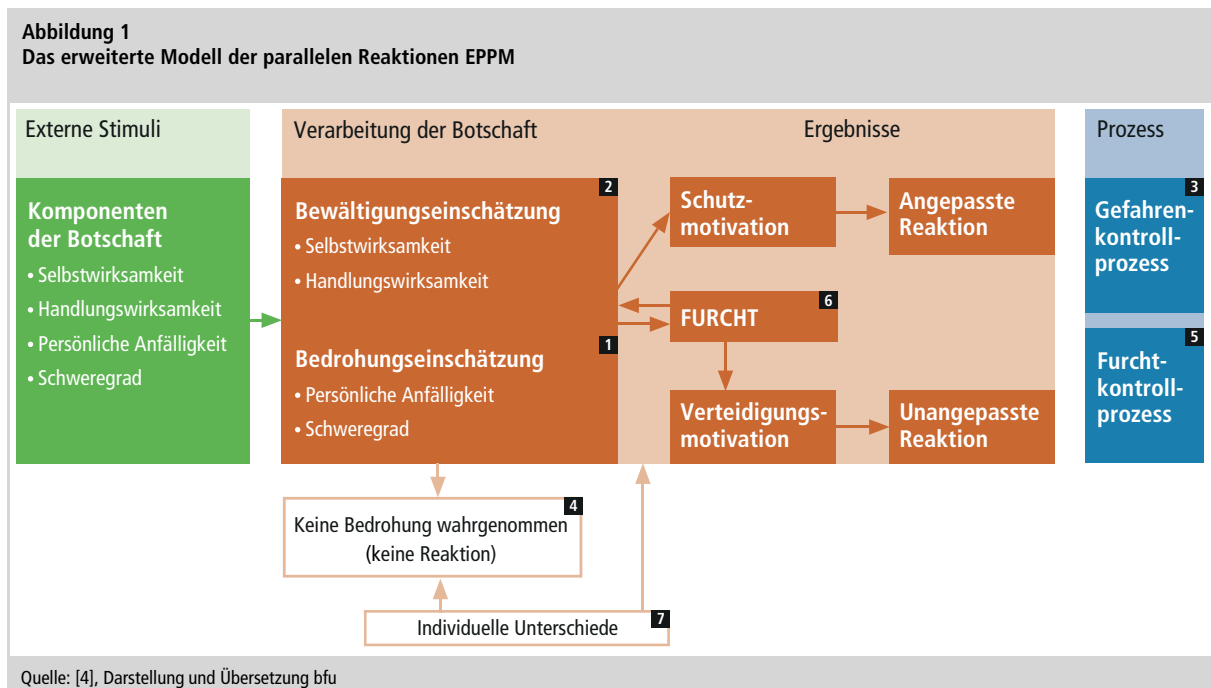 Abbildung 1
Das erweiterte Modell der parallelen Reaktionen EPPM
Externe Stimuli
Komponenten
der Botschaft
• Selbstwirksamkeit
• Handlungswirksamkeit
• Persönliche Anfälligkeit
• Schweregrad
Verarbeitung der Botschaft
2
Bewältigungseinschätzung
• Selbstwirksamkeit
• Handlungswirksamkeit
1
Bedrohungseinschätzung
• Persönliche Anfälligkeit
• Schweregrad
Ergebnisse
Schutz-
motivation
Angepasste
Reaktion
6
FURCHT
Verteidigungs-
motivation
Unangepasste
Reaktion
Prozess
3
Gefahren-
kontroll-
prozess
5
Furcht-
kontroll-
prozess
4
Keine Bedrohung wahrgenommen
(keine Reaktion)
7
Individuelle Unterschiede
Quelle: [4], Darstellung und Übersetzung bfu